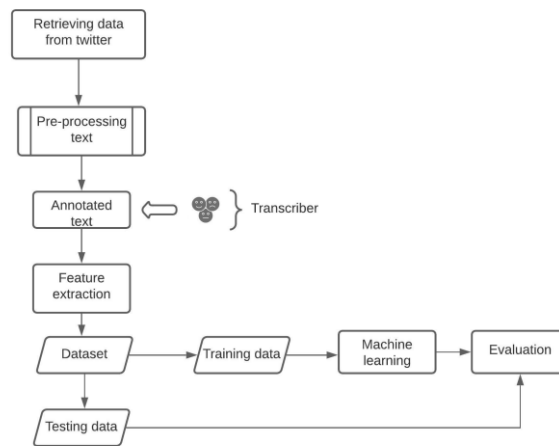 Retrieving data
from twitter
Pre-processing
text
Annotated
text
Transcriber
Feature
extraction
Dataset
Training data
Machine
learning
Evaluation
Testing data